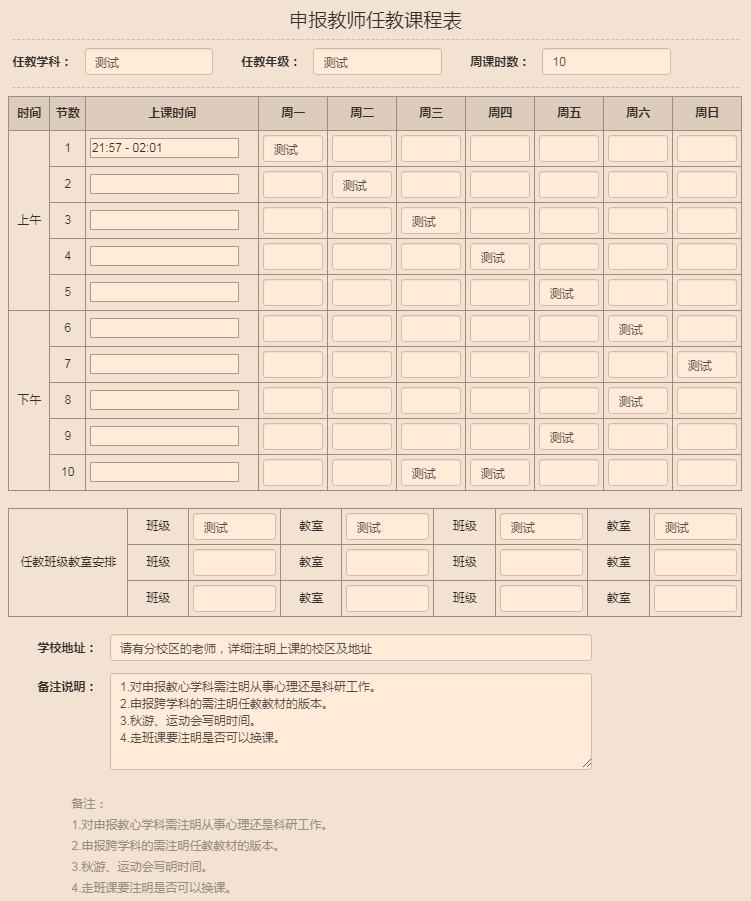 申报教师任教课程表
任教学科： 测试 任教年级： 测试 周课时数： 10
时间 节数 上课时间 周一 周二 周三 周四 周五 周六 周日
1 21:57 - 02:01 测试
2 测试
上午 3 测试
4 测试
5 测试
6 测试
7 测试
下午 8 测试
9 测试
10 测试 测试
班级 测试 教室 测试 班级 测试 教室 测试
任教班级教室安排 班级 教室 班级 教室
班级 教室 班级 教室
学校地址： 请有分校区的老师，详细注明上课的校区及地址
备注说明： 1.对申报教心学科需注明从事心理还是科研工作。
2.申报跨学科的需注明任教教材的版本。
3.秋游、运动会写明时间。
4.走班课要注明是否可以换课。
备注：
1.对申报教心学科需注明从事心理还是科研工作。
2.申报跨学科的需注明任教教材的版本。
3.秋游、运动会写明时间。
4.走班课要注明是否可以换课。